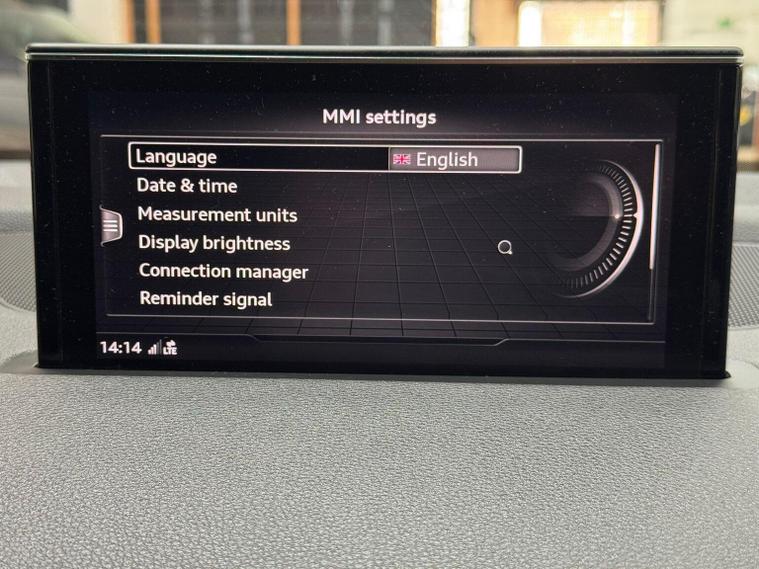 MMI settings
Language English
Date & time
Measurement units
Display brightness
Connection manager
Reminder signal
14:14 LTE